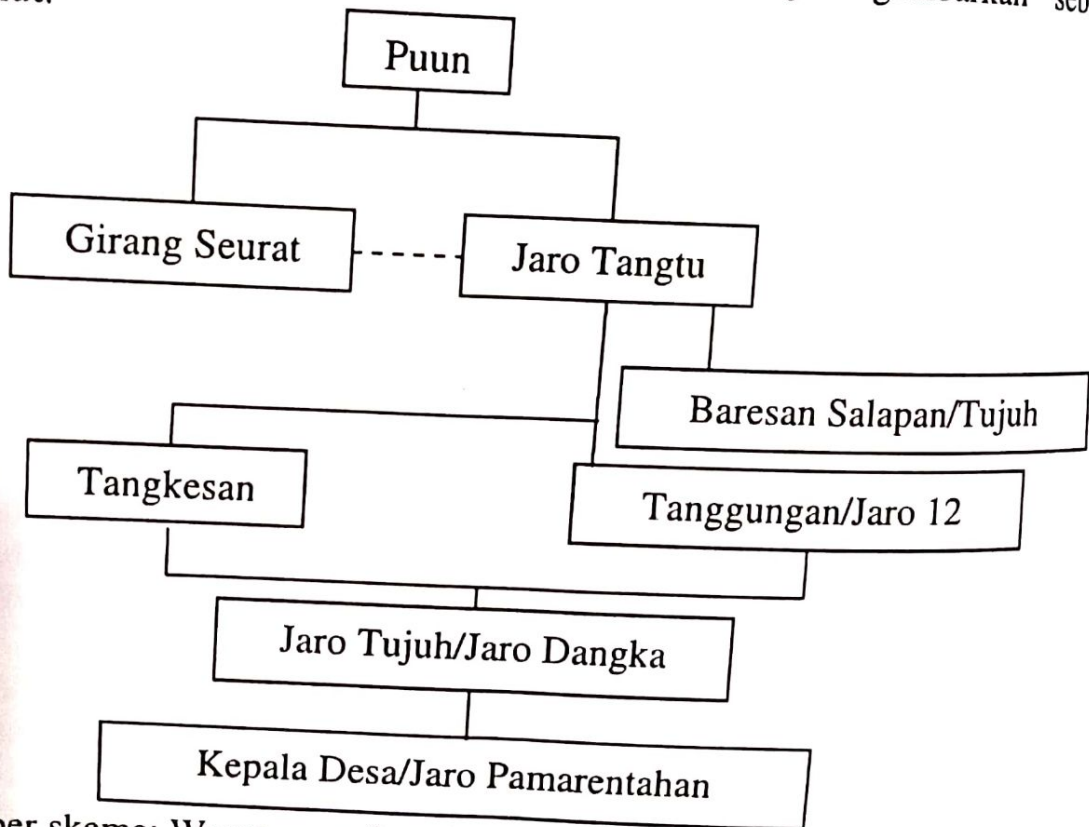 Puun
Girang Seurat
Jaro Tangtu
Baresan Salapan/Tujuh
Tangkesan
Tanggungan/Jaro 12
Jaro Tujuh/Jaro Dangka
Kepala Desa/Jaro Pamarentahan
skema: